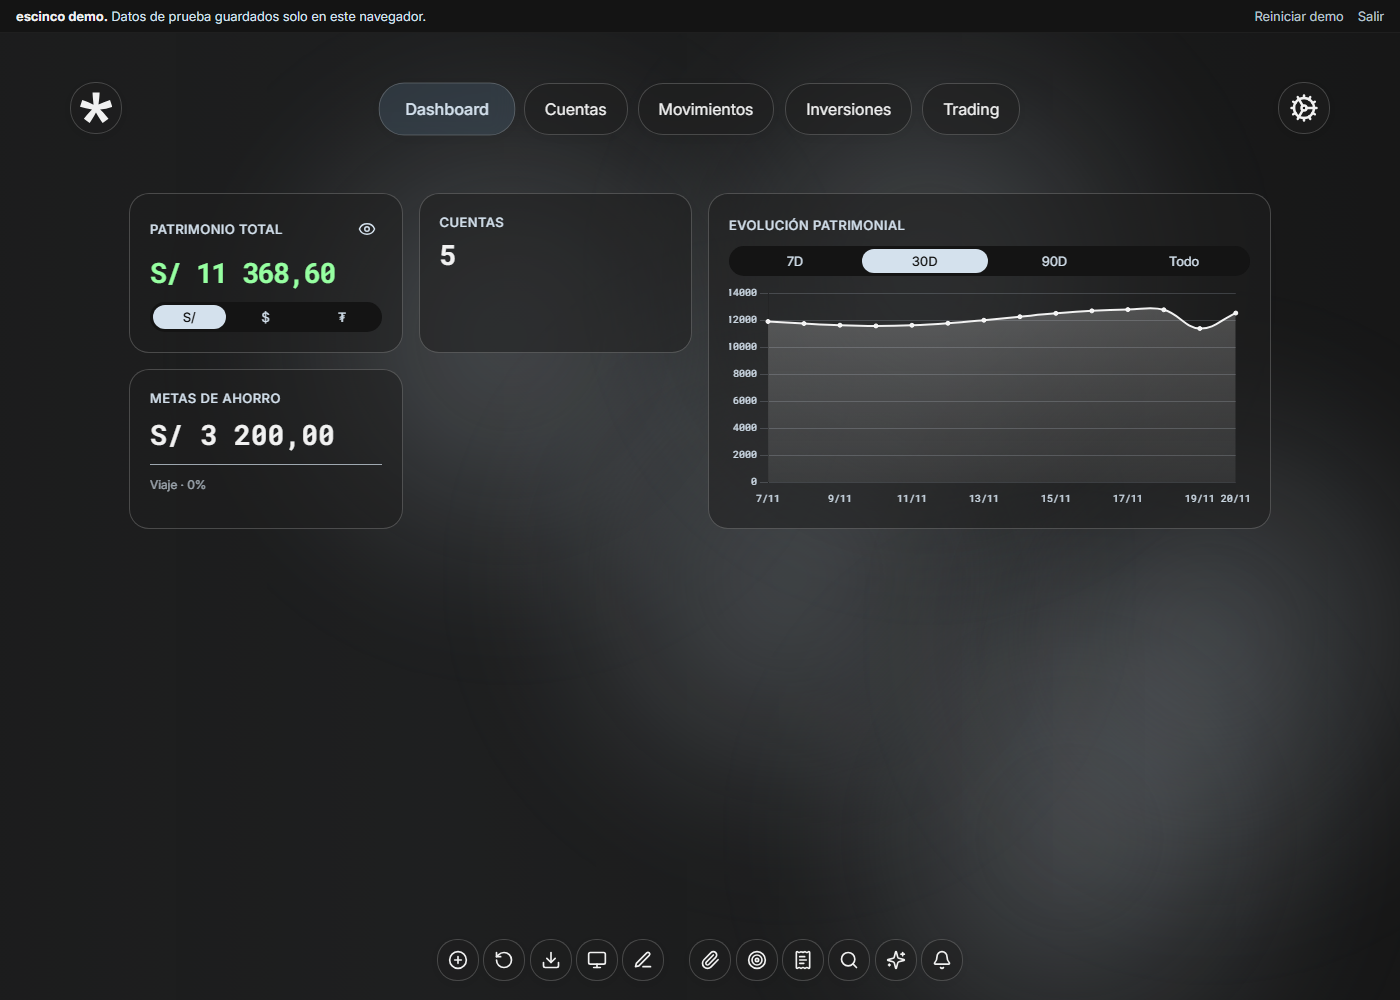 escinco demo. Datos de prueba guardados solo en este navegador.
Reiniciar demo Salir
Dashboard Cuentas Movimientos Inversiones Trading
PATRIMONIO TOTAL
S/ 11 368,60
S/ $ ₮
CUENTAS
5
METAS DE AHORRO
S/ 3 200,00
Viaje · 0%
EVOLUCIÓN PATRIMONIAL
7D 30D 90D Todo
14000
12000
10000
8000
6000
4000
2000
0
7/11 9/11 11/11 13/11 15/11 17/11 19/11 20/11